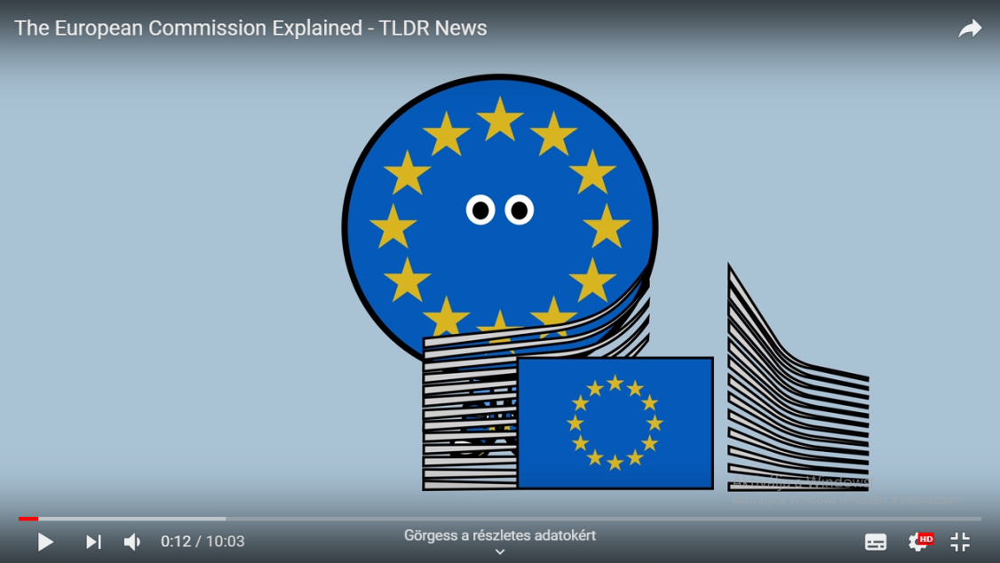 The European Commission Explained - TLDR News
0:12 / 10:03
Görgess a részletes adatokért
HD